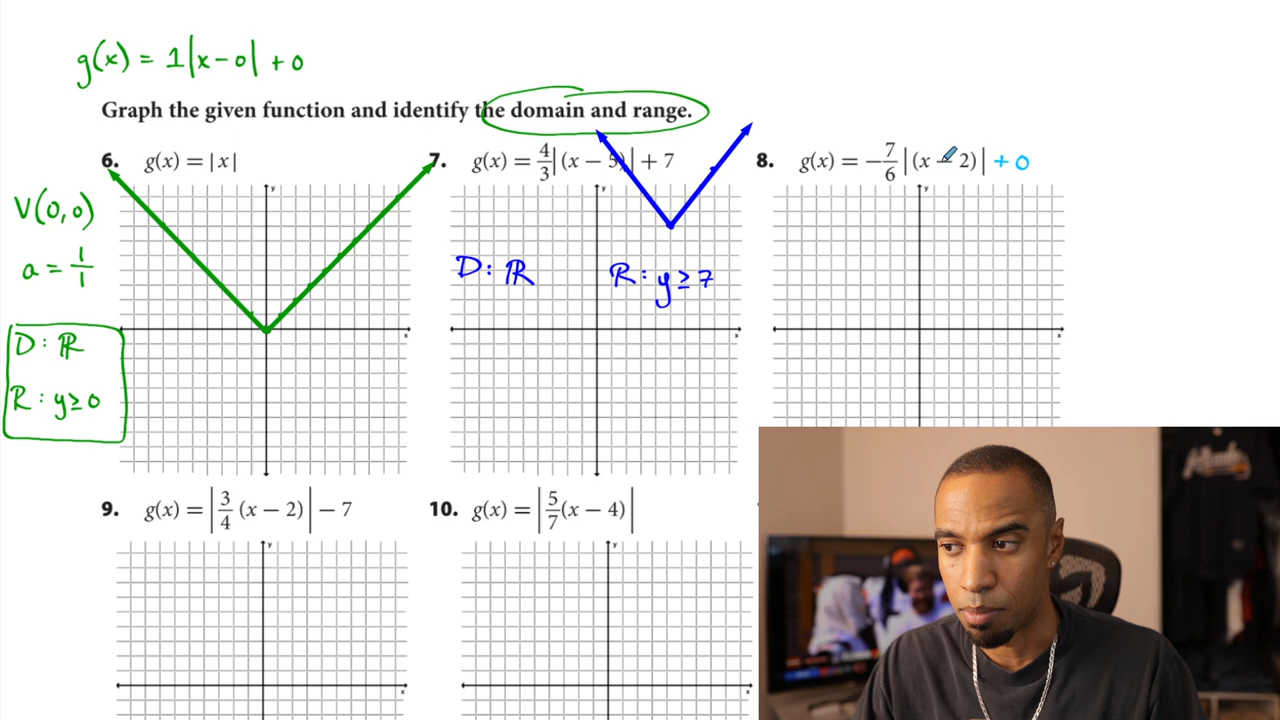 g(x) = 1|x-0| + 0
Graph the given function and identify the domain and range.
6. g(x) = |x|
7. g(x) = 4/3|(x − 5)| + 7
8. g(x) = −7/6|(x − 2)| + 0
V(0,0)
a = 1/1
D: ℝ
R: y ≥ 0
y
x
D: ℝ
R: y ≥ 7
y
x
y
x
9. g(x) = |3/4 (x − 2)| − 7
10. g(x) = |5/7(x − 4)|
y
x
y
x